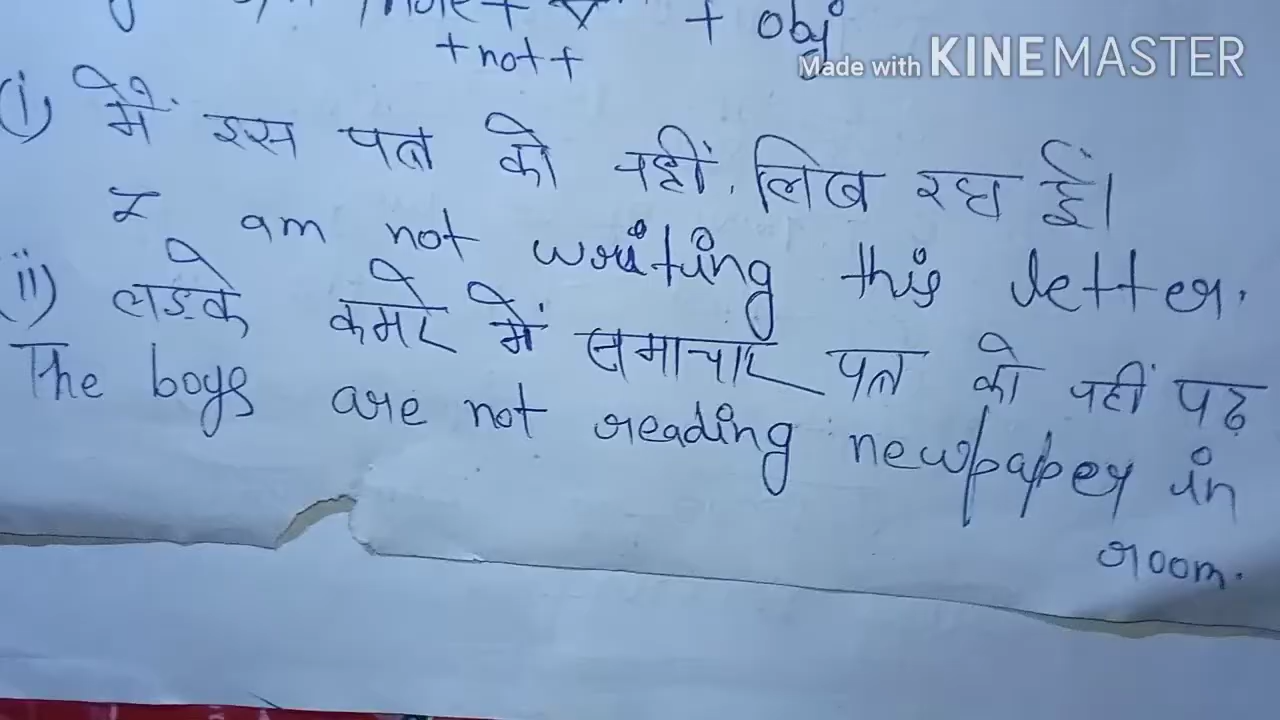 + obj
+ not +
Made with KINEMASTER
(i) मैं इस पत्र को नहीं लिख रहा हूँ।
I am not writing this letter.
(ii) लड़के कमरे में समाचार पत्र को नहीं पढ़
The boys are not reading newpaper in
room.